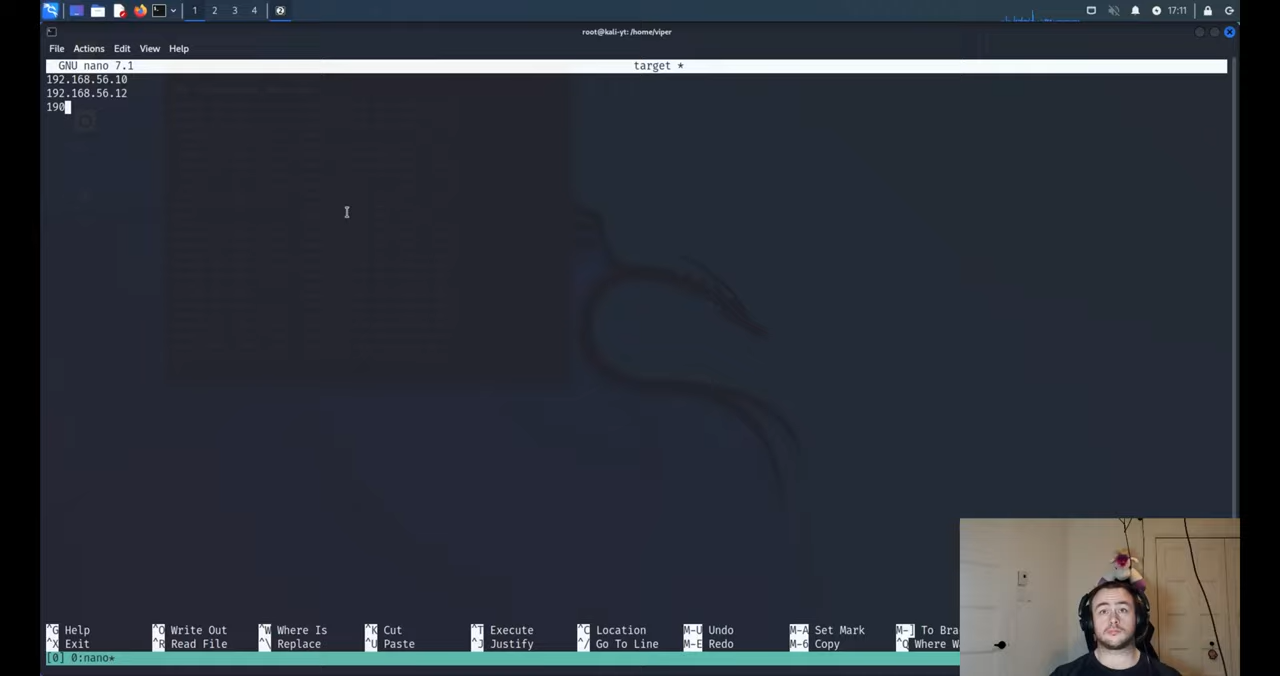 1 2 3 4
17:11
root@kali-yt: /home/viper
File Actions Edit View Help
GNU nano 7.1 target *
192.168.56.10
192.168.56.12
190
^G Help ^O Write Out ^W Where Is ^K Cut ^T Execute ^C Location M-U Undo M-A Set Mark M-] To Bra
^X Exit ^R Read File ^\ Replace ^U Paste ^J Justify ^/ Go To Line M-E Redo M-6 Copy ^Q Where W
[0] 0:nano*